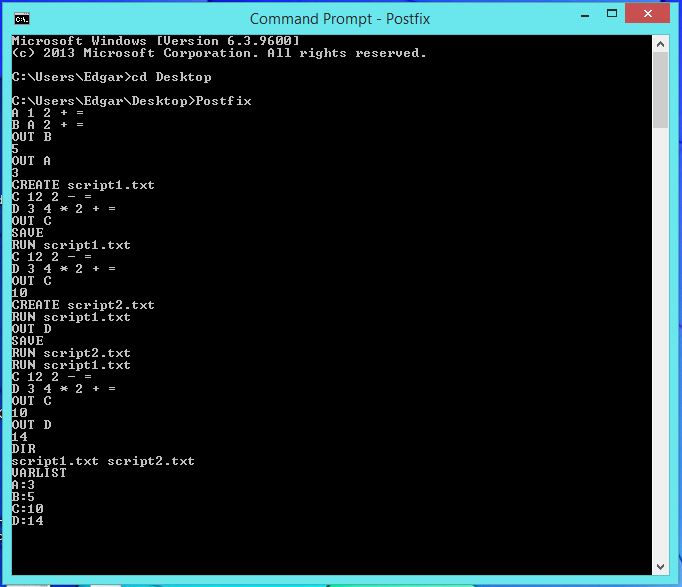 C:\.
Command Prompt - Postfix
Microsoft Windows [Version 6.3.9600]
(c) 2013 Microsoft Corporation. All rights reserved.
C:\Users\Edgar>cd Desktop
C:\Users\Edgar\Desktop>Postfix
A 1 2 + =
B A 2 + =
OUT B
5
OUT A
3
CREATE script1.txt
C 12 2 - =
D 3 4 * 2 + =
OUT C
SAVE
RUN script1.txt
C 12 2 - =
D 3 4 * 2 + =
OUT C
10
CREATE script2.txt
RUN script1.txt
OUT D
SAVE
RUN script2.txt
RUN script1.txt
C 12 2 - =
D 3 4 * 2 + =
OUT C
10
OUT D
14
DIR
script1.txt script2.txt
VARLIST
A:3
B:5
C:10
D:14